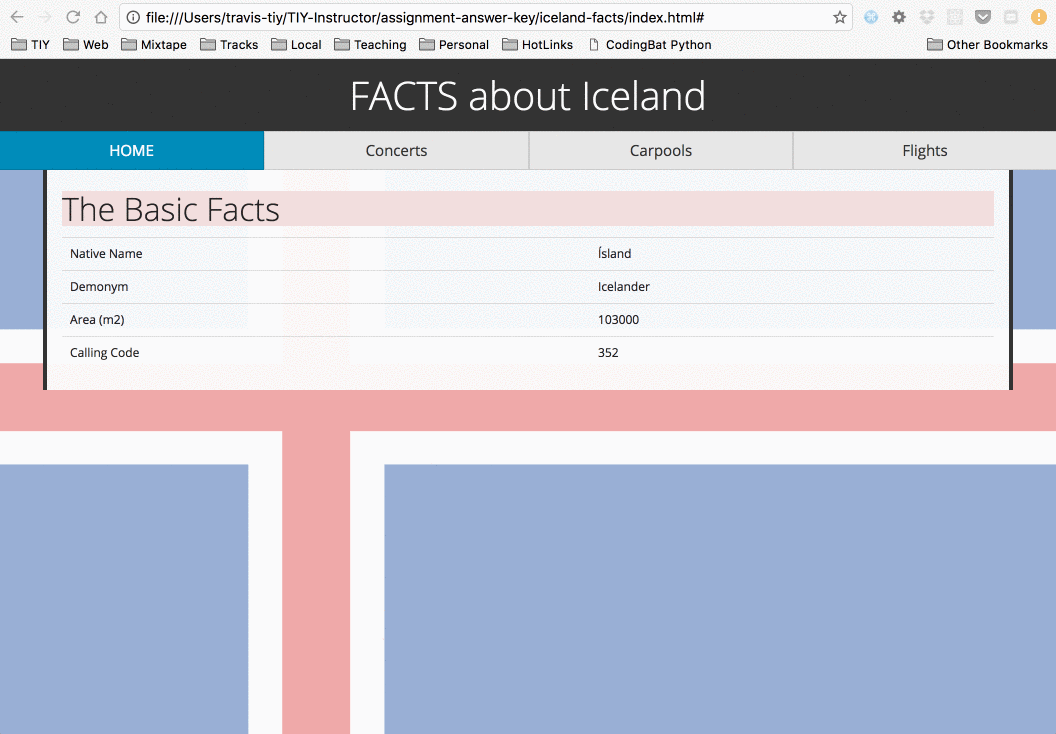 file:///Users/travis-tiy/TIY-Instructor/assignment-answer-key/iceland-facts/index.html#
TIY Web Mixtape Tracks Local Teaching Personal HotLinks CodingBat Python Other Bookmarks
FACTS about Iceland
HOME Concerts Carpools Flights
The Basic Facts
Native Name Ísland
Demonym Icelander
Area (m2) 103000
Calling Code 352